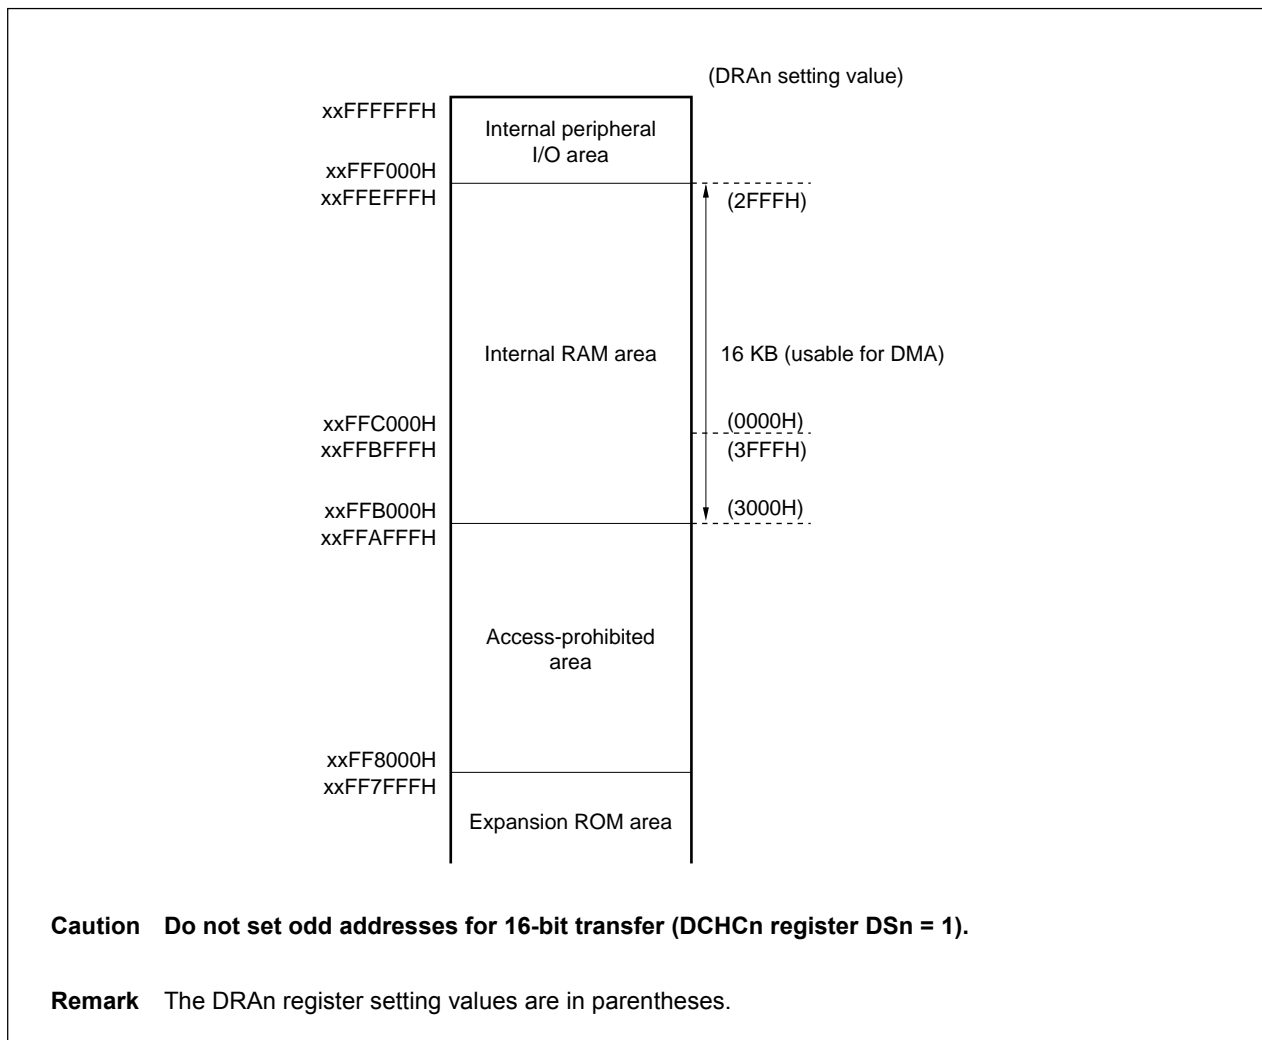 (DRAn setting value)
xxFFFFFFH
Internal peripheral
I/O area
xxFFF000H
xxFFEFFFH
(2FFFH)
Internal RAM area
16 KB (usable for DMA)
xxFFC000H
(0000H)
xxFFBFFFH
(3FFFH)
xxFFB000H
(3000H)
xxFFAFFFH
Access-prohibited
area
xxFF8000H
xxFF7FFFH
Expansion ROM area
Caution Do not set odd addresses for 16-bit transfer (DCHCn register DSn = 1).
Remark The DRAn register setting values are in parentheses.